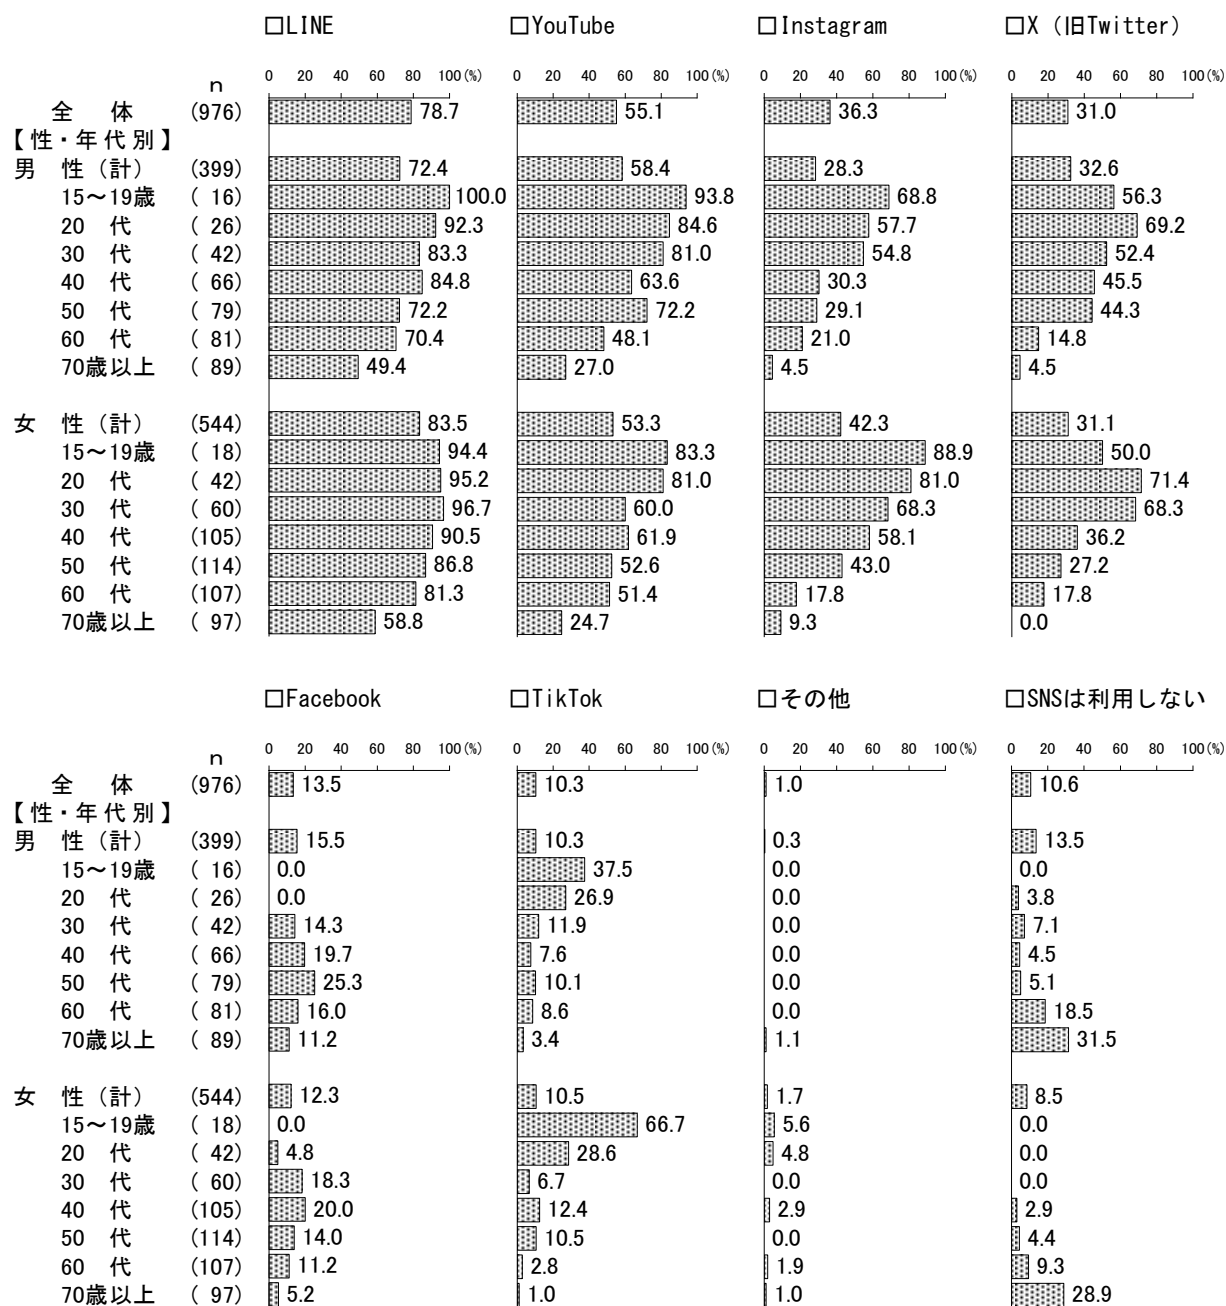 □LINE □YouTube □Instagram □X（旧Twitter）
n 0 20 40 60 80 100(%) 0 20 40 60 80 100(%) 0 20 40 60 80 100(%) 0 20 40 60 80 100(%)
全 体 (976) 78.7 55.1 36.3 31.0
【性・年代別】
男 性（計） (399) 72.4 58.4 28.3 32.6
15～19歳 ( 16) 100.0 93.8 68.8 56.3
20 代 ( 26) 92.3 84.6 57.7 69.2
30 代 ( 42) 83.3 81.0 54.8 52.4
40 代 ( 66) 84.8 63.6 30.3 45.5
50 代 ( 79) 72.2 72.2 29.1 44.3
60 代 ( 81) 70.4 48.1 21.0 14.8
70歳以上 ( 89) 49.4 27.0 4.5 4.5
女 性（計） (544) 83.5 53.3 42.3 31.1
15～19歳 ( 18) 94.4 83.3 88.9 50.0
20 代 ( 42) 95.2 81.0 81.0 71.4
30 代 ( 60) 96.7 60.0 68.3 68.3
40 代 (105) 90.5 61.9 58.1 36.2
50 代 (114) 86.8 52.6 43.0 27.2
60 代 (107) 81.3 51.4 17.8 17.8
70歳以上 ( 97) 58.8 24.7 9.3 0.0
□Facebook □TikTok □その他 □SNSは利用しない
n 0 20 40 60 80 100(%) 0 20 40 60 80 100(%) 0 20 40 60 80 100(%) 0 20 40 60 80 100(%)
全 体 (976) 13.5 10.3 1.0 10.6
【性・年代別】
男 性（計） (399) 15.5 10.3 0.3 13.5
15～19歳 ( 16) 0.0 37.5 0.0 0.0
20 代 ( 26) 0.0 26.9 0.0 3.8
30 代 ( 42) 14.3 11.9 0.0 7.1
40 代 ( 66) 19.7 7.6 0.0 4.5
50 代 ( 79) 25.3 10.1 0.0 5.1
60 代 ( 81) 16.0 8.6 0.0 18.5
70歳以上 ( 89) 11.2 3.4 1.1 31.5
女 性（計） (544) 12.3 10.5 1.7 8.5
15～19歳 ( 18) 0.0 66.7 5.6 0.0
20 代 ( 42) 4.8 28.6 4.8 0.0
30 代 ( 60) 18.3 6.7 0.0 0.0
40 代 (105) 20.0 12.4 2.9 2.9
50 代 (114) 14.0 10.5 0.0 4.4
60 代 (107) 11.2 2.8 1.9 9.3
70歳以上 ( 97) 5.2 1.0 1.0 28.9